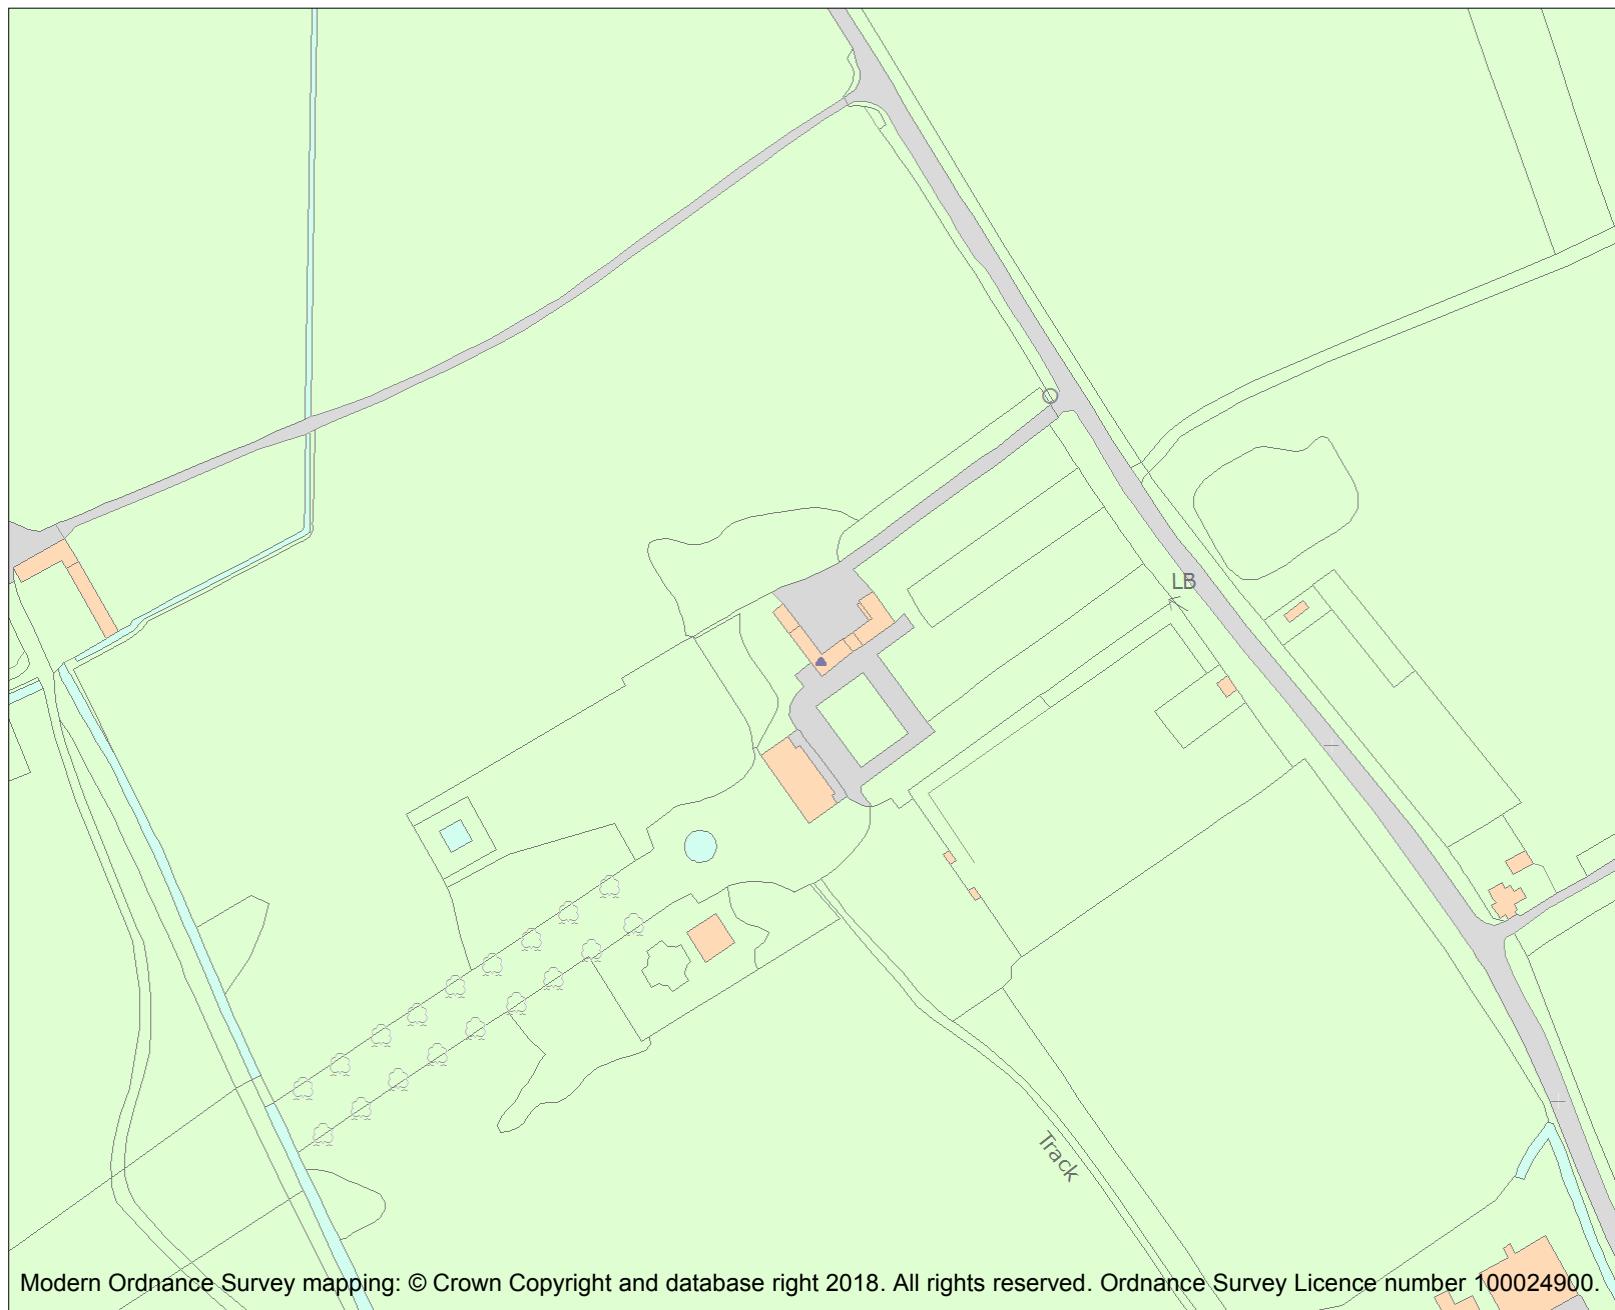 LB
Track
Modern Ordnance Survey mapping: © Crown Copyright and database right 2018. All rights reserved. Ordnance Survey Licence number 100024900.